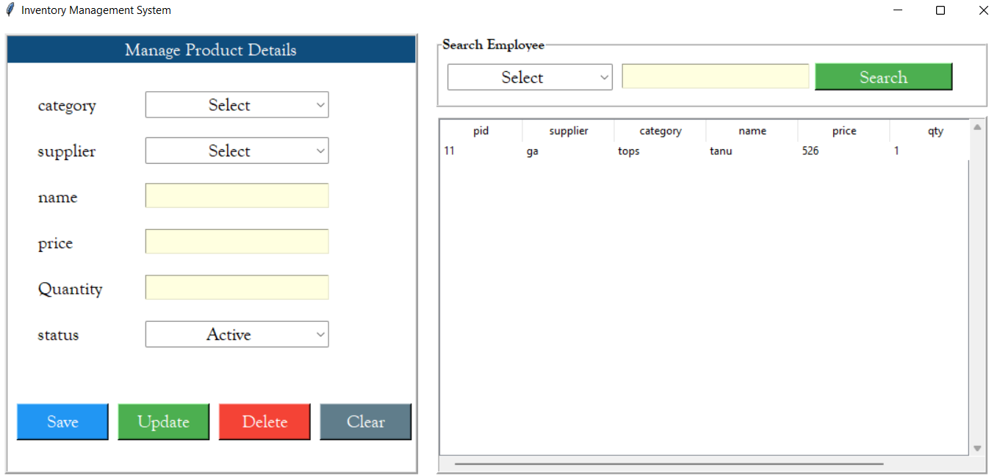 Inventory Management System
Manage Product Details
category Select
supplier Select
name
price
Quantity
status Active
Save Update Delete Clear
Search Employee
Select Search
pid supplier category name price qty
11 ga tops tanu 526 1